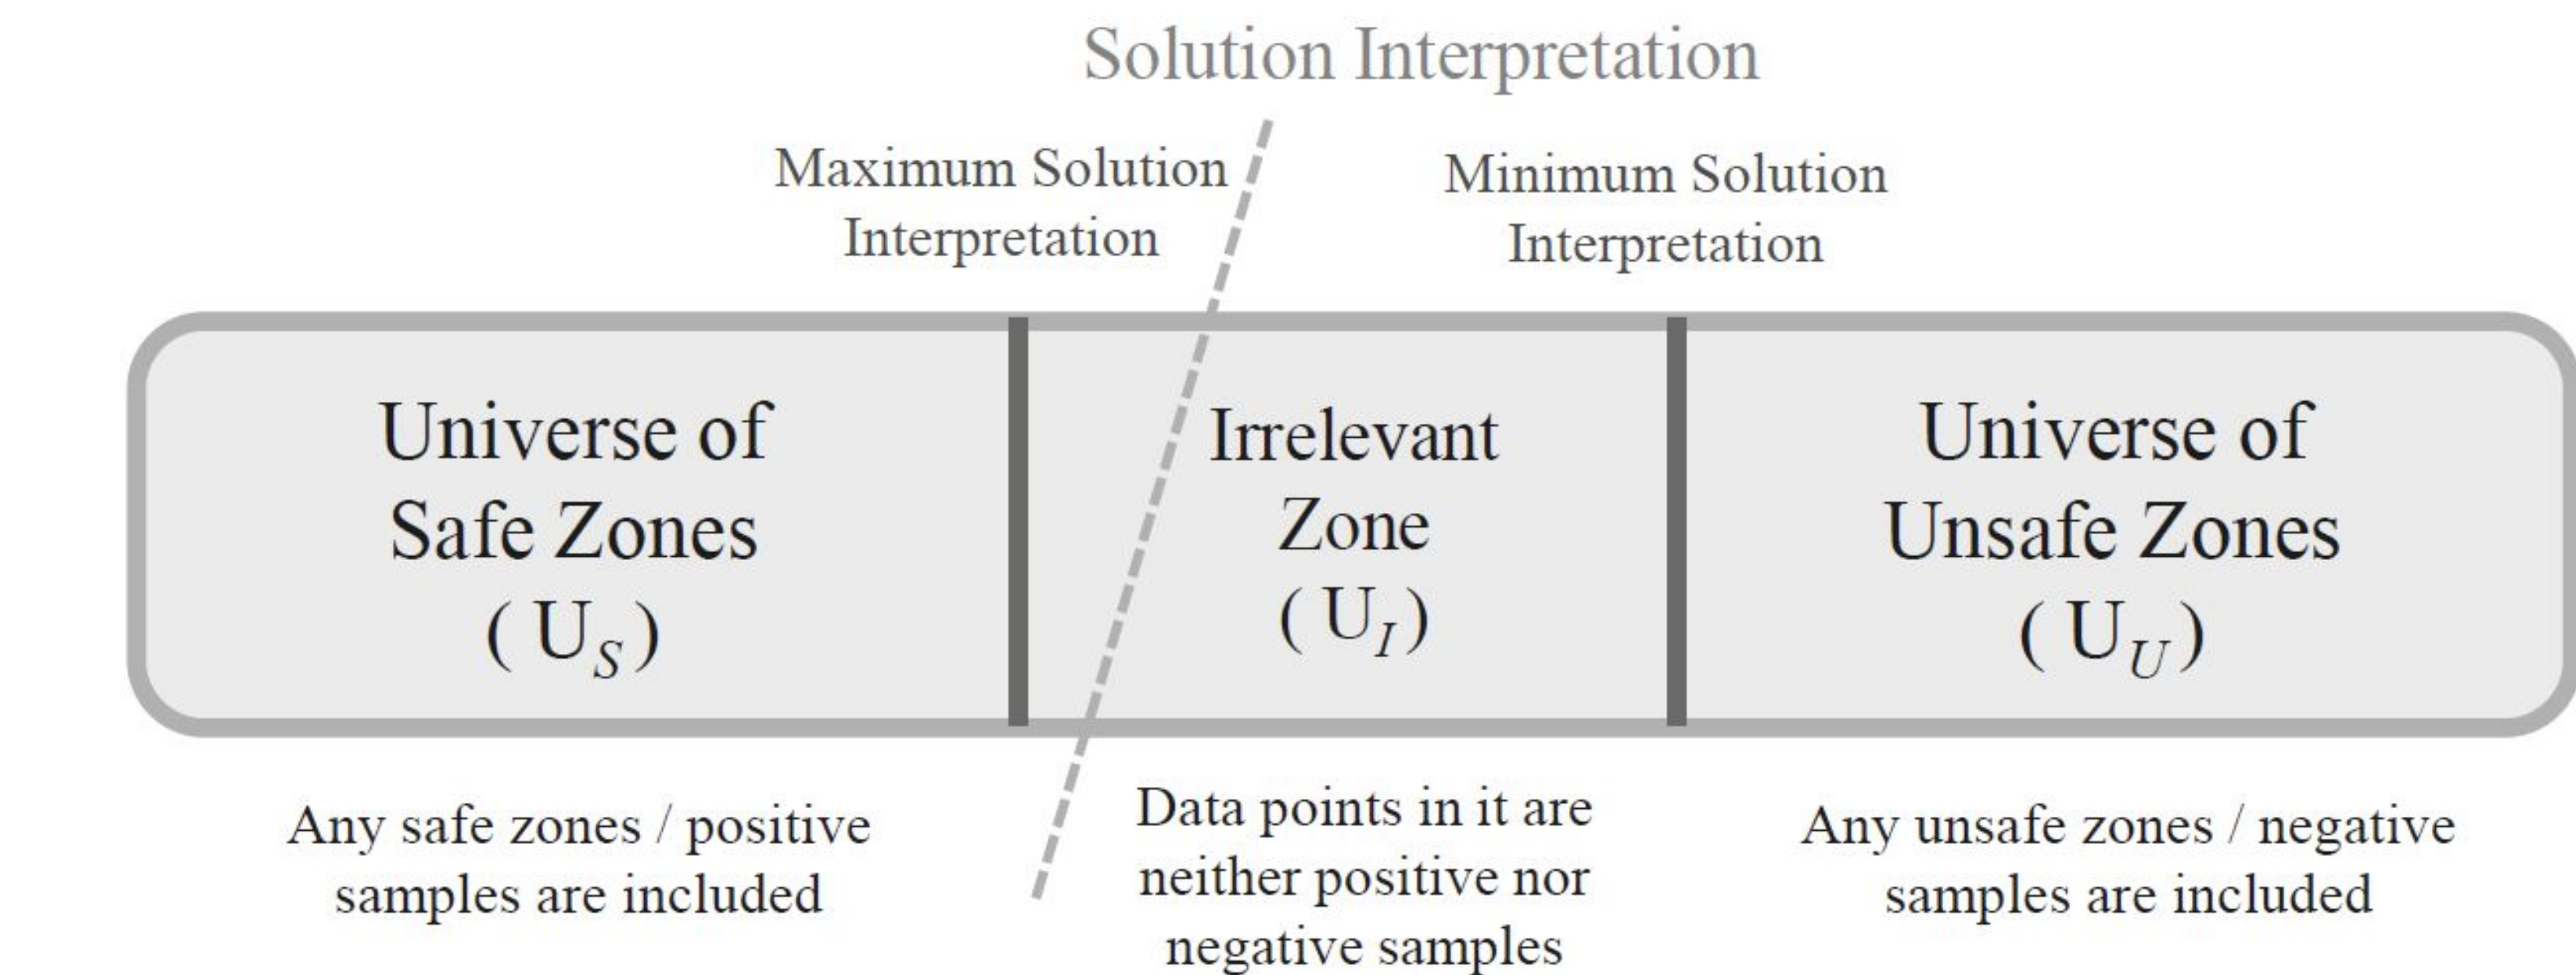 Solution Interpretation
Maximum Solution
Interpretation
Minimum Solution
Interpretation
Universe of
Safe Zones
( U_S )
Irrelevant
Zone
( U_I )
Universe of
Unsafe Zones
( U_U )
Any safe zones / positive
samples are included
Data points in it are
neither positive nor
negative samples
Any unsafe zones / negative
samples are included